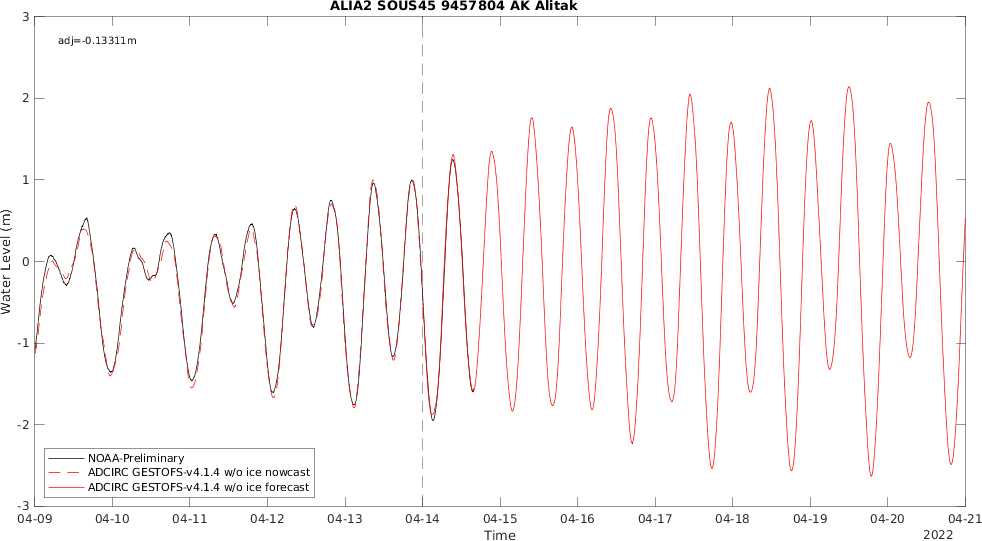 ALIA2 SOUS45 9457804 AK Alitak
adj=-0.13311m
3
2
1
0
-1
-2
-3
Water Level (m)
NOAA-Preliminary
ADCIRC GESTOFS-v4.1.4 w/o ice nowcast
ADCIRC GESTOFS-v4.1.4 w/o ice forecast
04-09 04-10 04-11 04-12 04-13 04-14 04-15 04-16 04-17 04-18 04-19 04-20 04-21
Time
2022